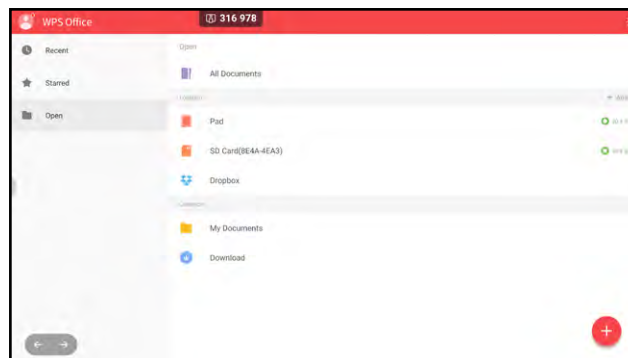 WPS Office
316 978
Recent
Open
All Documents
Starred
Open
Pad
SD Card(8E4A-4EA3)
Dropbox
My Documents
Download